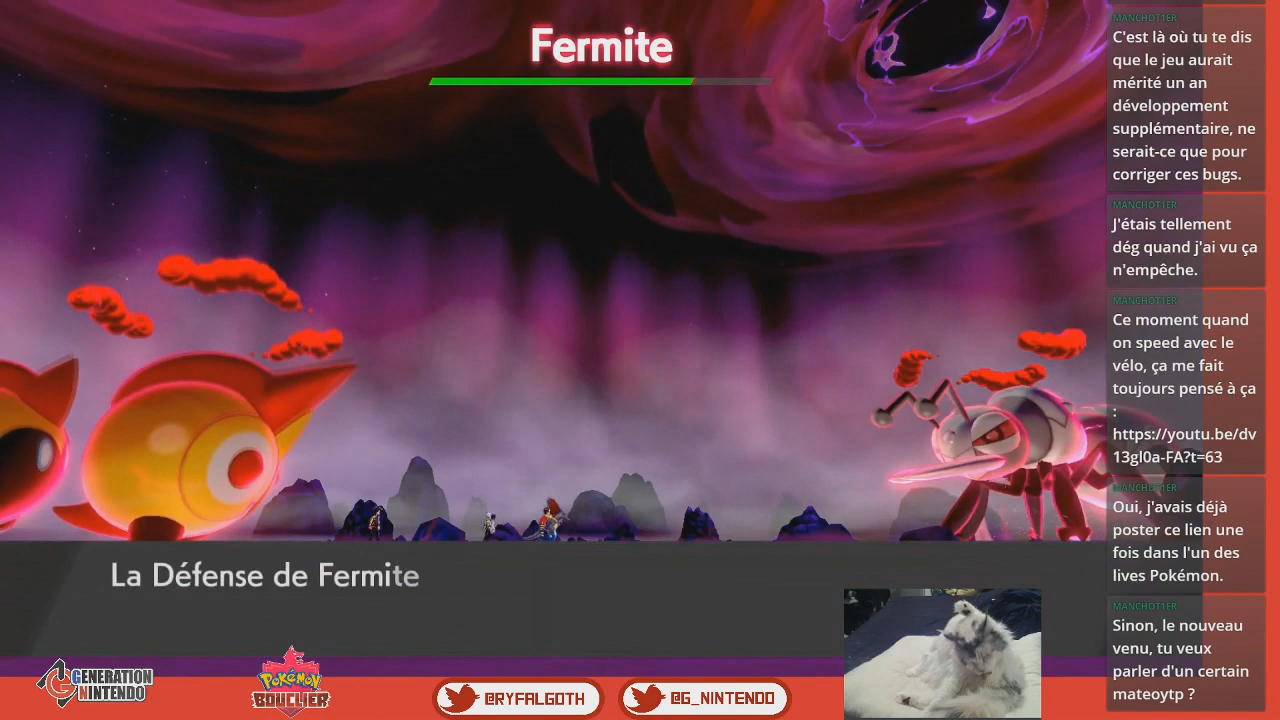 Fermite
La Défense de Fermite
GENERATION
NINTENDO
POKéMON
BOUCLIER
@RYFALGOTH
@G_NINTENDO
MANCHOT1ER
C'est là où tu te dis
que le jeu aurait
mérité un an
développement
supplémentaire, ne
serait-ce que pour
corriger ces bugs.
MANCHOT1ER
J'étais tellement
dég quand j'ai vu ça
n'empêche.
MANCHOT1ER
Ce moment quand
on speed avec le
vélo, ça me fait
toujours pensé à ça
:
https://youtu.be/dv
13gl0a-FA?t=63
MANCHOT1ER
Oui, j'avais déjà
poster ce lien une
fois dans l'un des
lives Pokémon.
MANCHOT1ER
Sinon, le nouveau
venu, tu veux
parler d'un certain
mateoytp ?